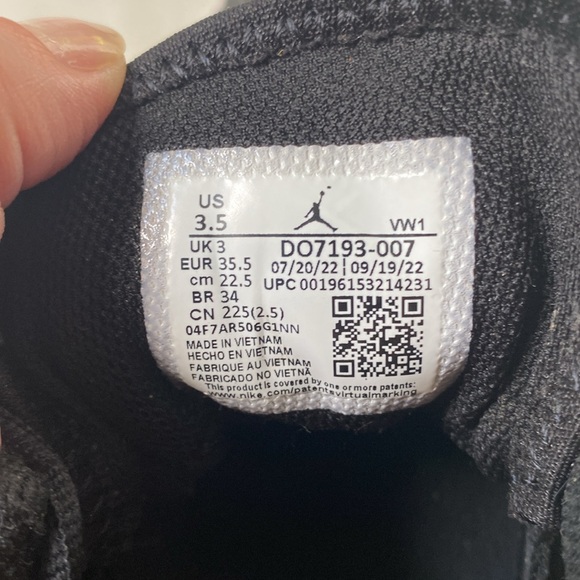 US
3.5
VW1
UK 3
DO7193-007
EUR 35.5
07/20/22 | 09/19/22
cm 22.5
UPC 00196153214231
BR 34
CN 225(2.5)
04F7AR506G1NN
MADE IN VIETNAM
HECHO EN VIETNAM
FABRIQUE AU VIETNAM
FABRICADO NO VIETNÃ
This product is covered by one or more patents:
www.nike.com/patentsvirtualmarking